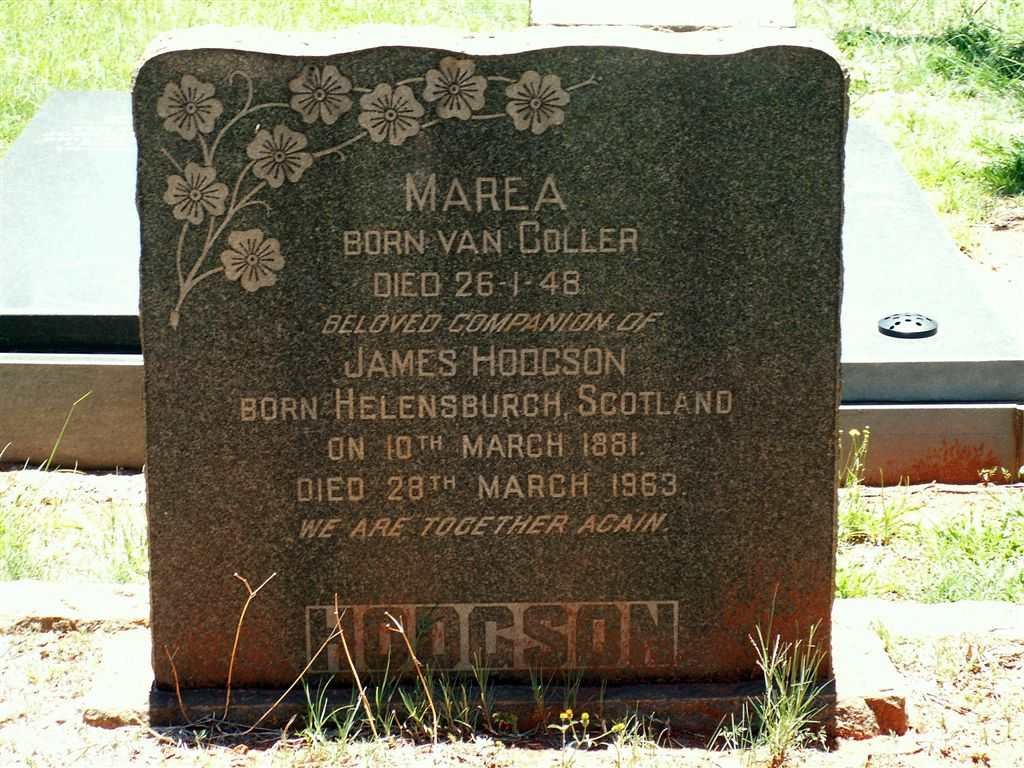 MAREA
BORN VAN COLLER
DIED 26-1-48
BELOVED COMPANION OF
JAMES HODGSON
BORN HELENSBURGH, SCOTLAND
ON 10TH MARCH 1881.
DIED 28TH MARCH 1963.
WE ARE TOGETHER AGAIN.
HODGSON